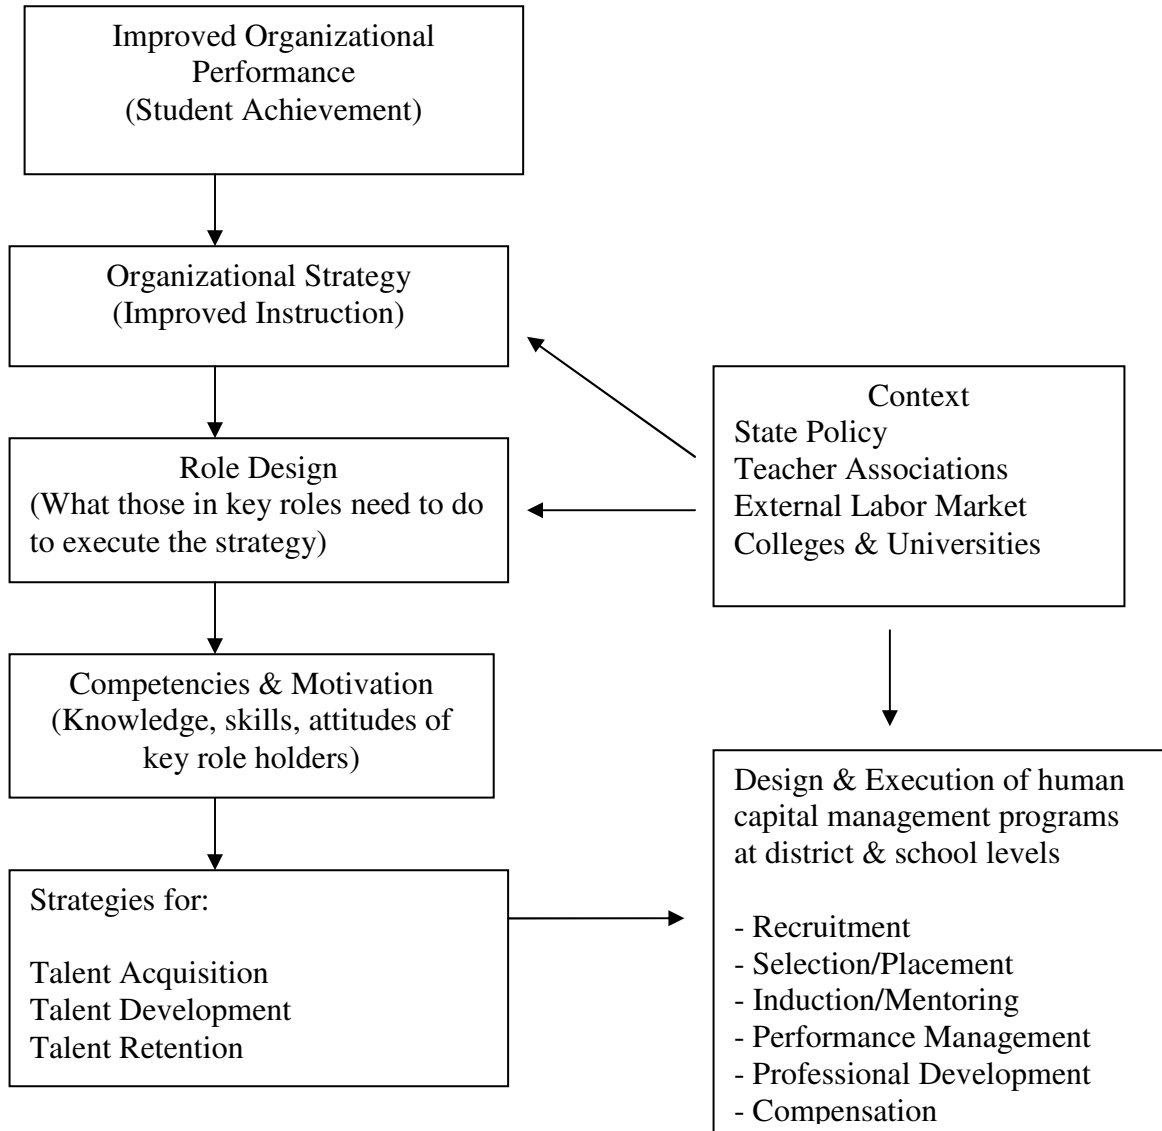 Improved Organizational
Performance
(Student Achievement)
Organizational Strategy
(Improved Instruction)
Role Design
(What those in key roles need to do
to execute the strategy)
Competencies & Motivation
(Knowledge, skills, attitudes of
key role holders)
Strategies for:
Talent Acquisition
Talent Development
Talent Retention
Context
State Policy
Teacher Associations
External Labor Market
Colleges & Universities
Design & Execution of human
capital management programs
at district & school levels
- Recruitment
- Selection/Placement
- Induction/Mentoring
- Performance Management
- Professional Development
- Compensation